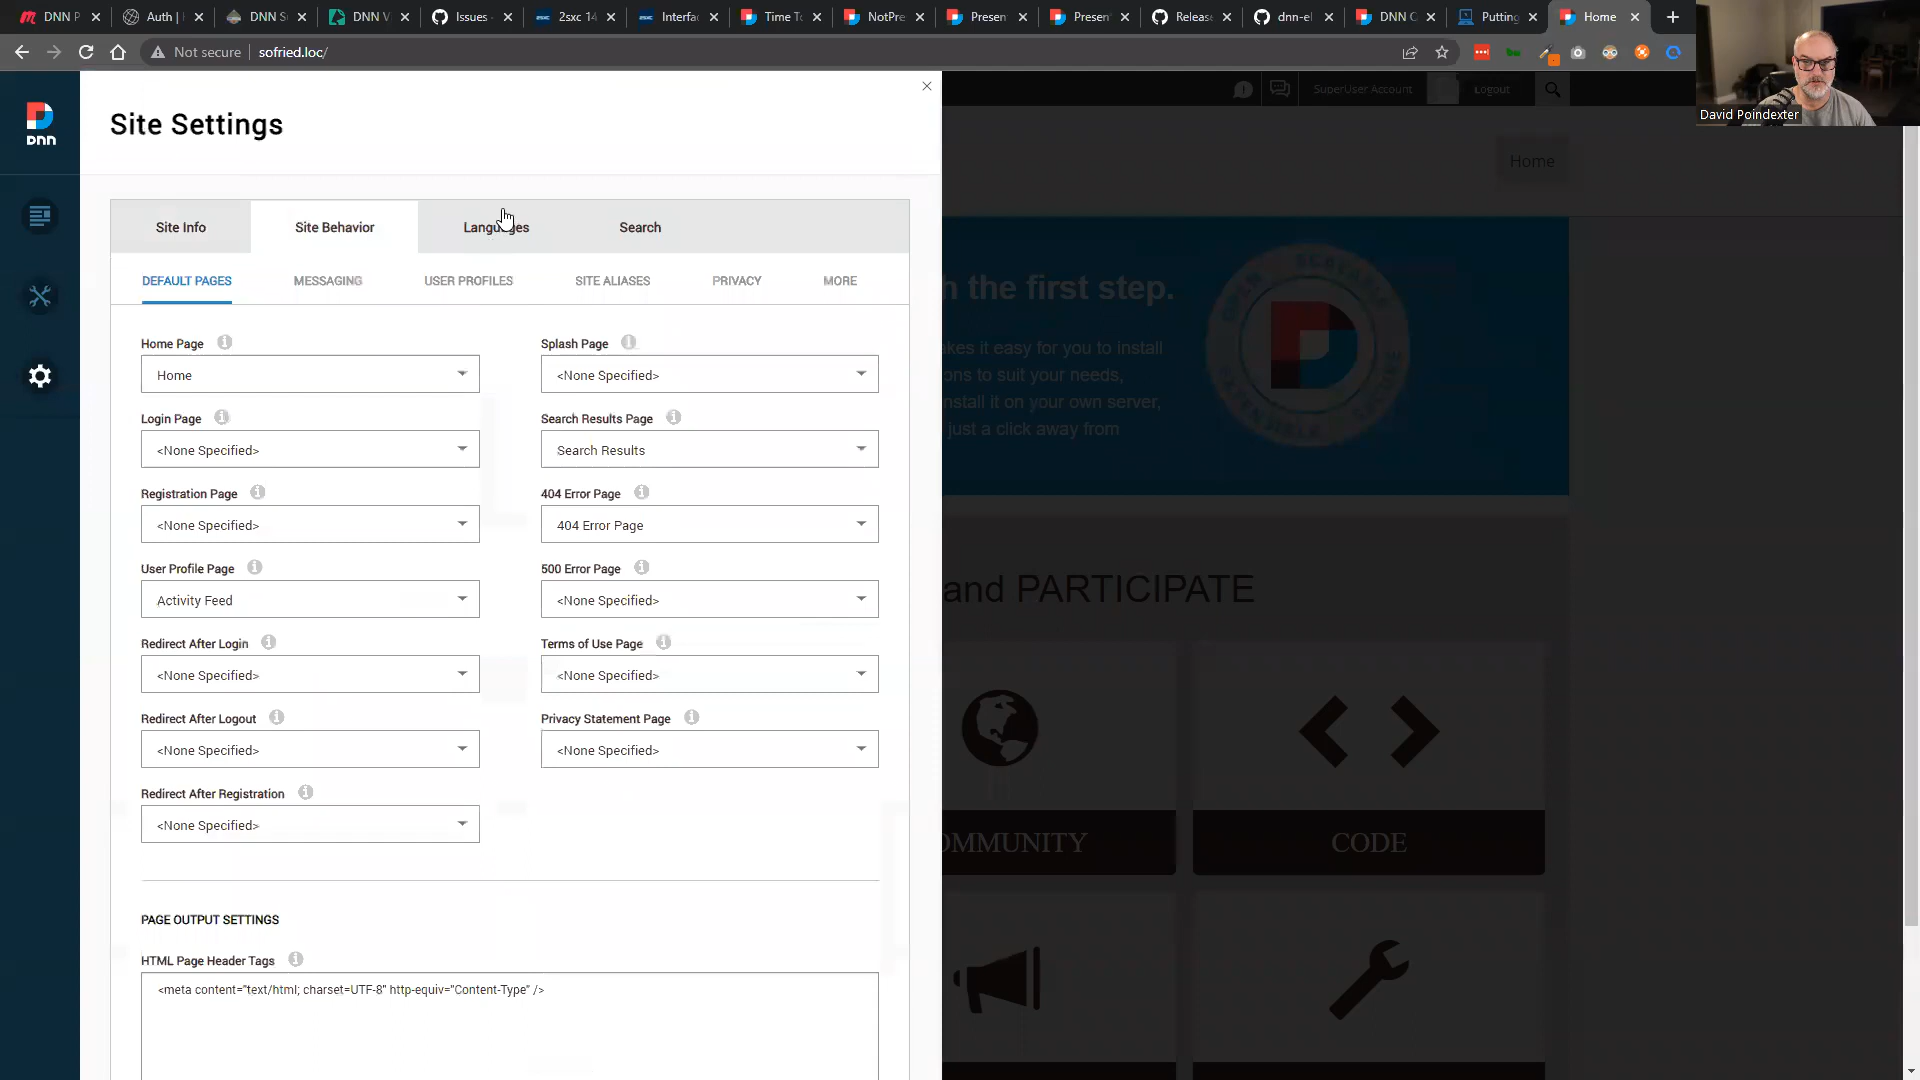 DNN P
Auth |
DNN S
DNN V
Issues
2sxc 14
Interfac
Time To
NotPre
Presen
Presen
Releas
dnn-el
DNN C
Putting
Home
Not secure
sofried.loc/
David Poindexter
DNN
Site Settings
SuperUser Account
Logout
Home
Site Info
Site Behavior
Languages
Search
DEFAULT PAGES
MESSAGING
USER PROFILES
SITE ALIASES
PRIVACY
MORE
Home Page
Home
Splash Page
<None Specified>
Login Page
<None Specified>
Search Results Page
Search Results
Registration Page
<None Specified>
404 Error Page
404 Error Page
User Profile Page
Activity Feed
500 Error Page
<None Specified>
Redirect After Login
<None Specified>
Terms of Use Page
<None Specified>
Redirect After Logout
<None Specified>
Privacy Statement Page
<None Specified>
Redirect After Registration
<None Specified>
PAGE OUTPUT SETTINGS
HTML Page Header Tags
<meta content="text/html; charset=UTF-8" http-equiv="Content-Type" />
h the first step.
kes it easy for you to install
ons to suit your needs,
nstall it on your own server,
just a click away from
and PARTICIPATE
OMMUNITY
CODE